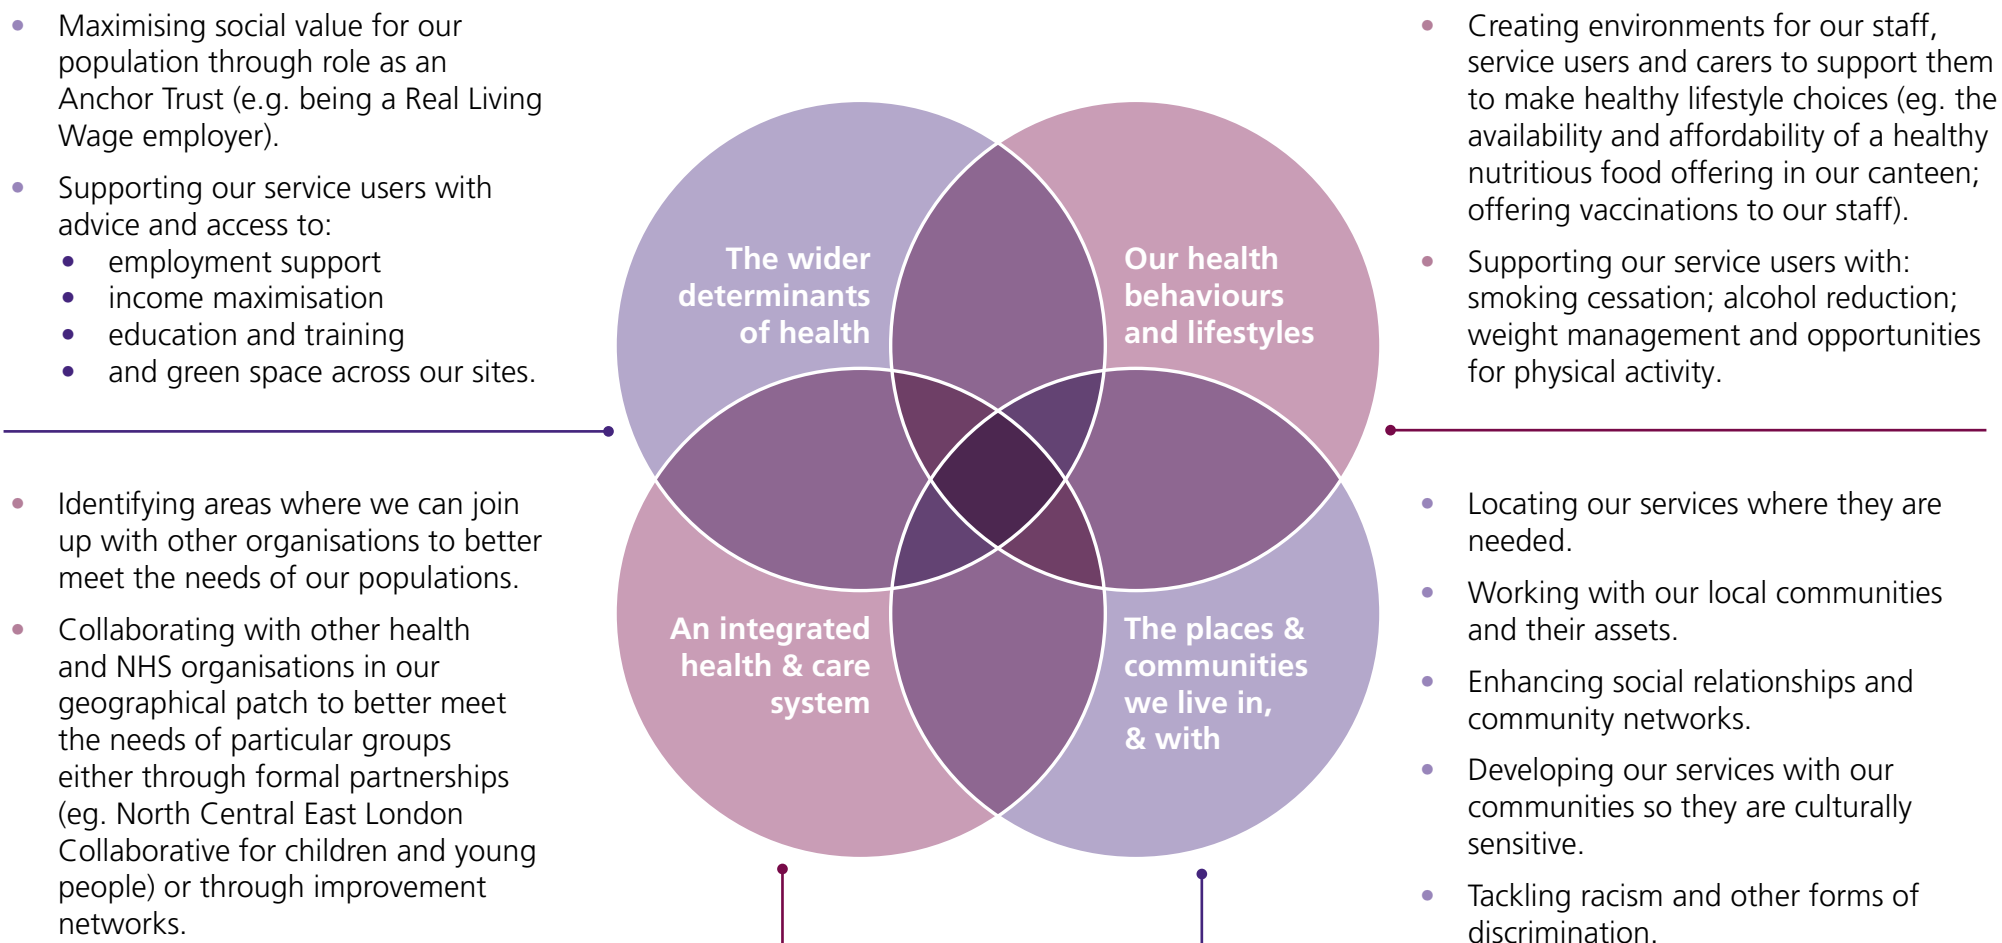 • Maximising social value for our
population through role as an
Anchor Trust (e.g. being a Real Living
Wage employer).
• Supporting our service users with
advice and access to:
• employment support
• income maximisation
• education and training
• and green space across our sites.
• Identifying areas where we can join
up with other organisations to better
meet the needs of our populations.
• Collaborating with other health
and NHS organisations in our
geographical patch to better meet
the needs of particular groups
either through formal partnerships
(eg. North Central East London
Collaborative for children and young
people) or through improvement
networks.
The wider
determinants
of health
Our health
behaviours
and lifestyles
An integrated
health & care
system
The places &
communities
we live in,
& with
• Creating environments for our staff,
service users and carers to support them
to make healthy lifestyle choices (eg. the
availability and affordability of a healthy
nutritious food offering in our canteen;
offering vaccinations to our staff).
• Supporting our service users with:
smoking cessation; alcohol reduction;
weight management and opportunities
for physical activity.
• Locating our services where they are
needed.
• Working with our local communities
and their assets.
• Enhancing social relationships and
community networks.
• Developing our services with our
communities so they are culturally
sensitive.
• Tackling racism and other forms of
discrimination.